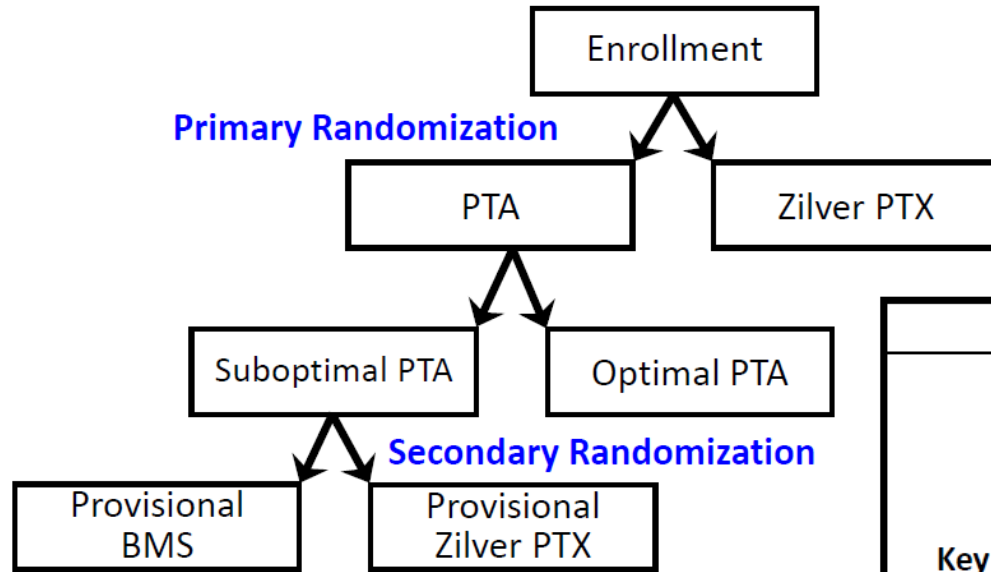 Enrollment
Primary Randomization
PTA
Zilver PTX
Suboptimal PTA
Optimal PTA
Secondary Randomization
Provisional
BMS
Provisional
Zilver PTX
Key